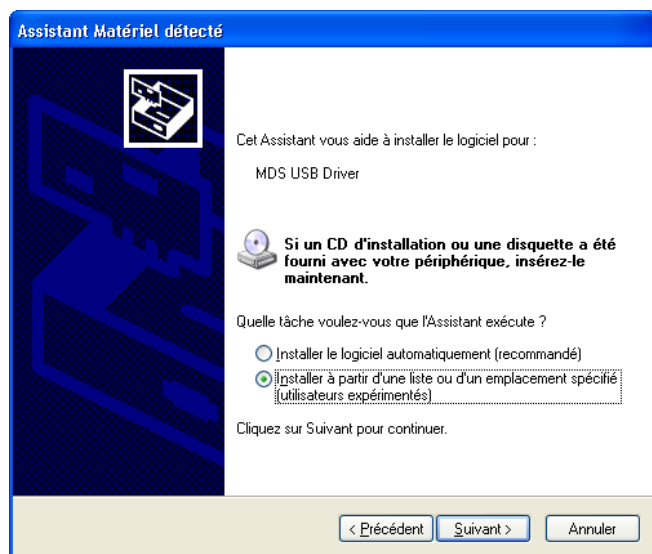 Assistant Matériel détecté
Cet Assistant vous aide à installer le logiciel pour :
MDS USB Driver
Si un CD d'installation ou une disquette a été
fourni avec votre périphérique, insérez-le
maintenant.
Quelle tâche voulez-vous que l'Assistant exécute ?
Installer le logiciel automatiquement (recommandé)
Installer à partir d'une liste ou d'un emplacement spécifié
(utilisateurs expérimentés)
Cliquez sur Suivant pour continuer.
< Précédent Suivant > Annuler